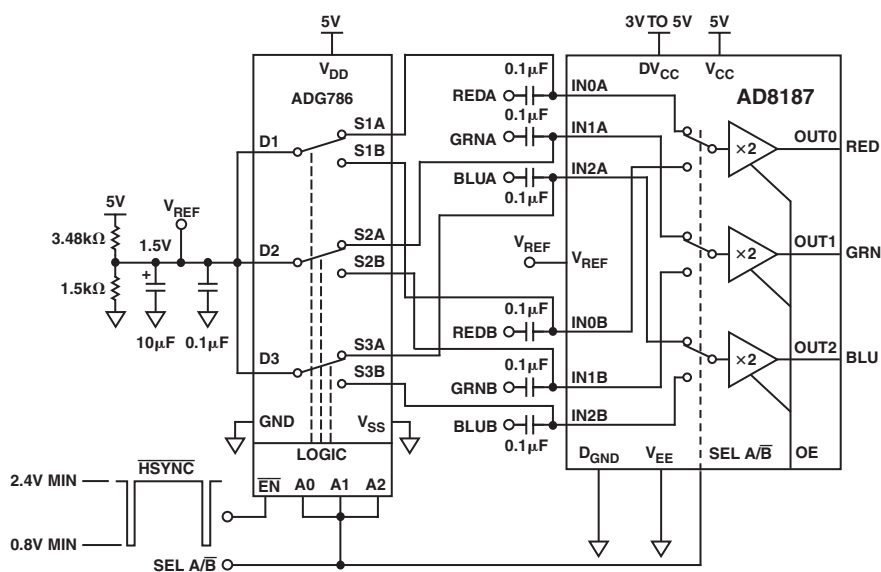 5V
V_DD
ADG786
D1
D2
D3
S1A
S1B
S2A
S2B
S3A
S3B
GND
V_SS
LOGIC
E̅N̅
A0
A1
A2
5V
3.48kΩ
1.5kΩ
V_REF
1.5V
+
10μF
0.1μF
H̅S̅Y̅N̅C̅
2.4V MIN
0.8V MIN
SEL A/B̅
0.1μF
REDA
0.1μF
GRNA
BLUA
0.1μF
V_REF
0.1μF
REDB
0.1μF
GRNB
BLUB
0.1μF
3V TO 5V
5V
DV_CC
V_CC
AD8187
IN0A
IN1A
IN2A
V_REF
IN0B
IN1B
IN2B
×2
×2
×2
OUT0
RED
OUT1
GRN
OUT2
BLU
D_GND
V_EE
SEL A/B̅
OE